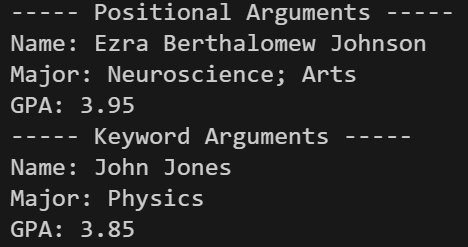 ----- Positional Arguments -----
Name: Ezra Berthalomew Johnson
Major: Neuroscience; Arts
GPA: 3.95
----- Keyword Arguments -----
Name: John Jones
Major: Physics
GPA: 3.85